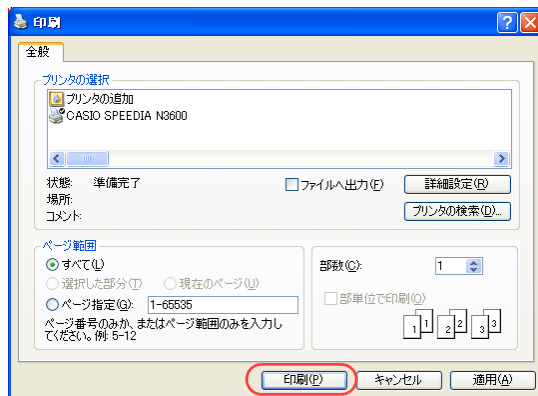 印刷
全般
プリンタの選択
プリンタの追加
CASIO SPEEDIA N3600
状態: 準備完了
場所:
コメント:
ファイルへ出力(F)
詳細設定(R)
プリンタの検索(D)...
ページ範囲
すべて(L)
選択した部分(T) 現在のページ(U)
ページ指定(G): 1-65535
ページ番号のみか、またはページ範囲のみを入力し
てください。例: 5-12
部数(C): 1
部単位で印刷(O)
1 1 2 2 3 3
印刷(P) キャンセル 適用(A)